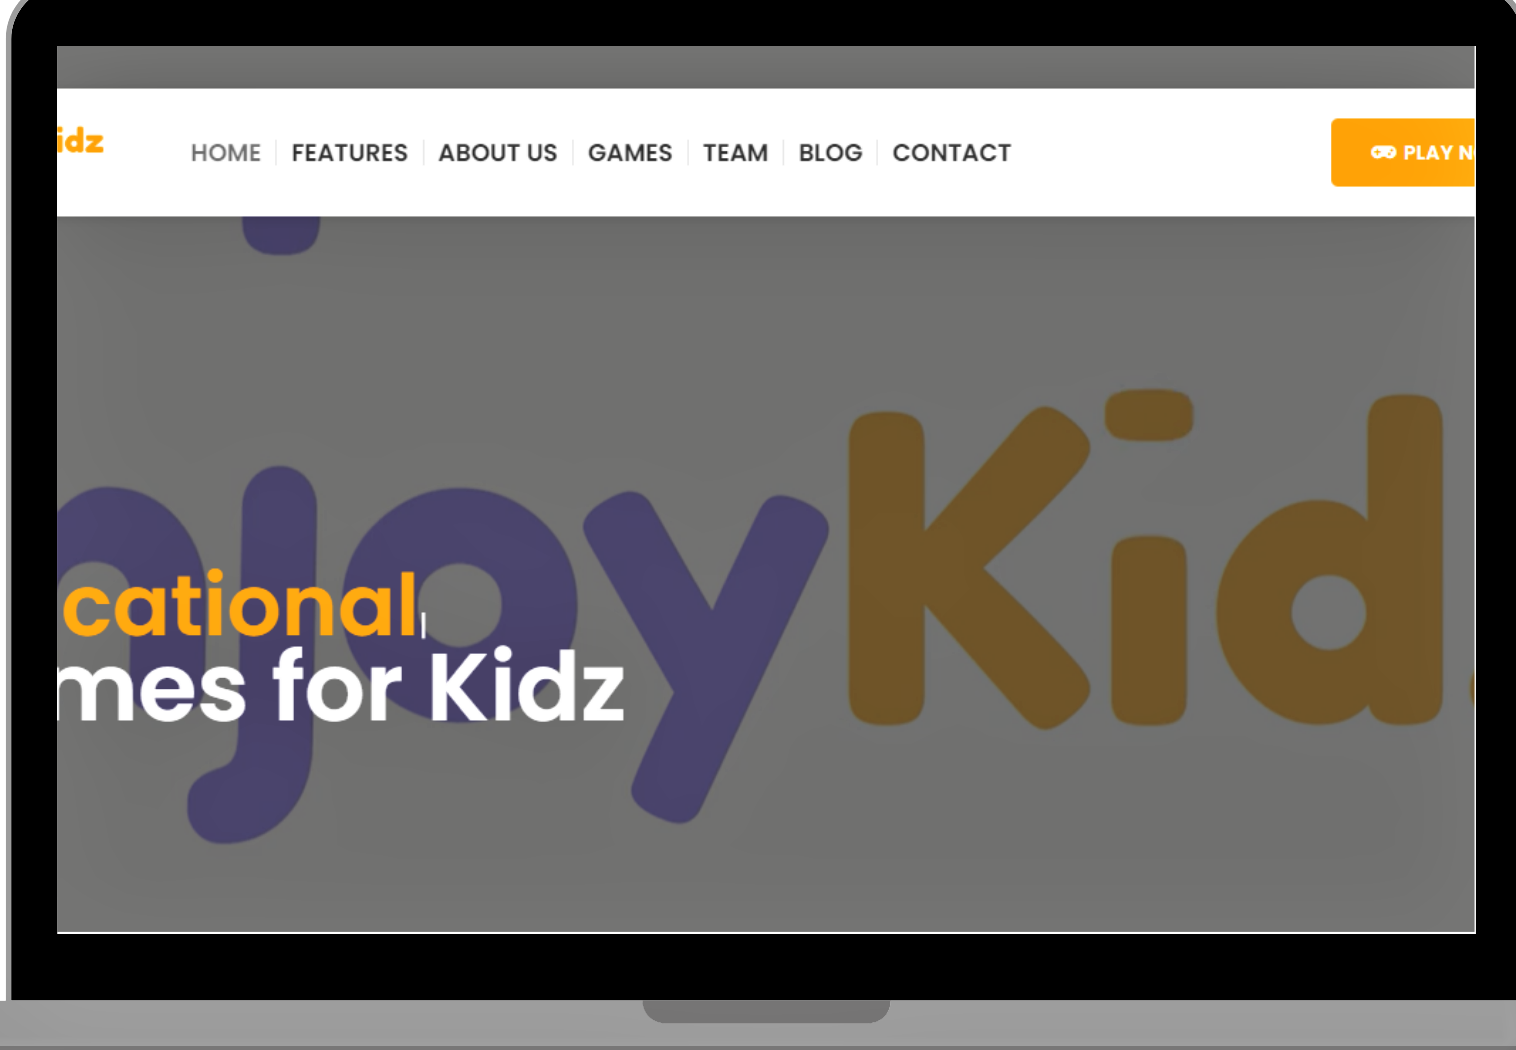 idz
HOME FEATURES ABOUT US GAMES TEAM BLOG CONTACT
PLAY N
njoyKid
cational
mes for Kidz